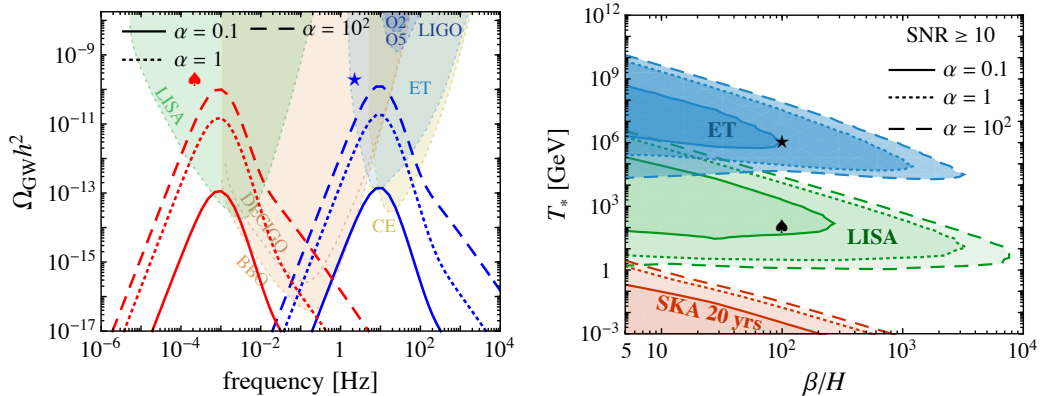 α = 0.1
α = 10²
α = 1
O2
O5
LIGO
LISA
ET
DECIGO
BBO
CE
Ω_GW h²
10⁻⁹
10⁻¹¹
10⁻¹³
10⁻¹⁵
10⁻¹⁷
10⁻⁶
10⁻⁴
10⁻²
1
10²
10⁴
frequency [Hz]
SNR ≥ 10
α = 0.1
α = 1
α = 10²
ET
LISA
SKA 20 yrs
T_* [GeV]
10¹²
10⁹
10⁶
10³
1
10⁻³
5
10
10²
10³
10⁴
β/H